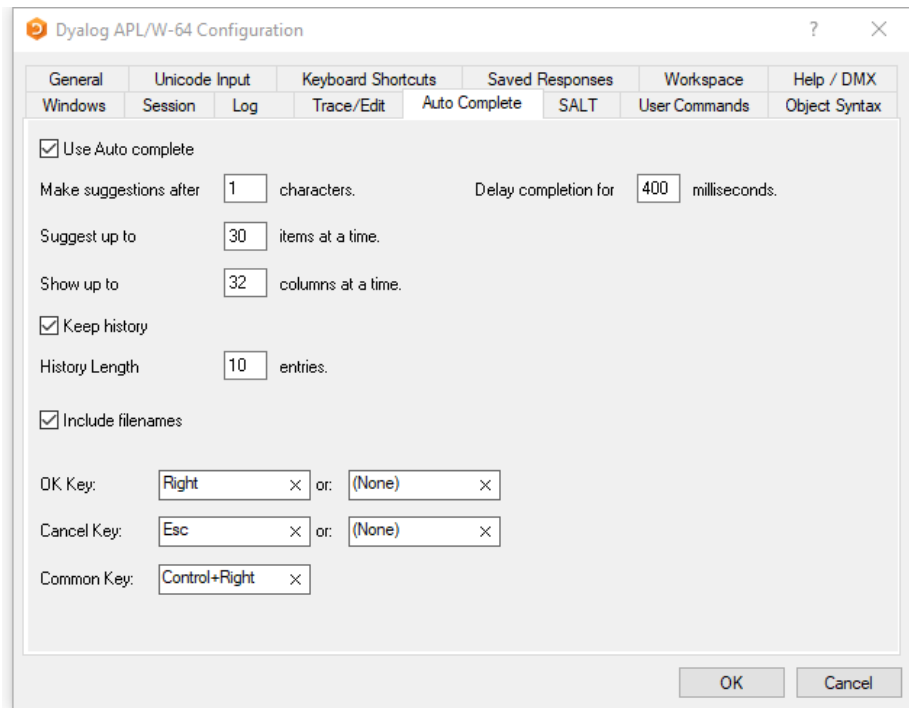 Dyalog APL/W-64 Configuration
General Unicode Input Keyboard Shortcuts Saved Responses Workspace Help / DMX
Windows Session Log Trace/Edit Auto Complete SALT User Commands Object Syntax
Use Auto complete
Make suggestions after 1 characters. Delay completion for 400 milliseconds.
Suggest up to 30 items at a time.
Show up to 32 columns at a time.
Keep history
History Length 10 entries.
Include filenames
OK Key: Right or: (None)
Cancel Key: Esc or: (None)
Common Key: Control+Right
OK Cancel